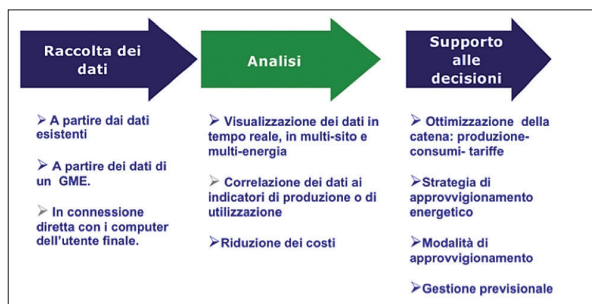 Raccolta dei
dati
Analisi
Supporto
alle
decisioni
➢ A partire dai dati
esistenti
➢ A partire dei dati di
un GME.
➢ In connessione
diretta con i computer
dell'utente finale.
➢ Visualizzazione dei dati in
tempo reale, in multi-sito e
multi-energia
➢ Correlazione dei dati ai
indicatori di produzione o di
utilizzazione
➢Riduzione dei costi
➢ Ottimizzazione della
catena: produzione-
consumi- tariffe
➢Strategia di
approvvigionamento
energetico
➢Modalità di
approvvigionamento
➢Gestione previsionale